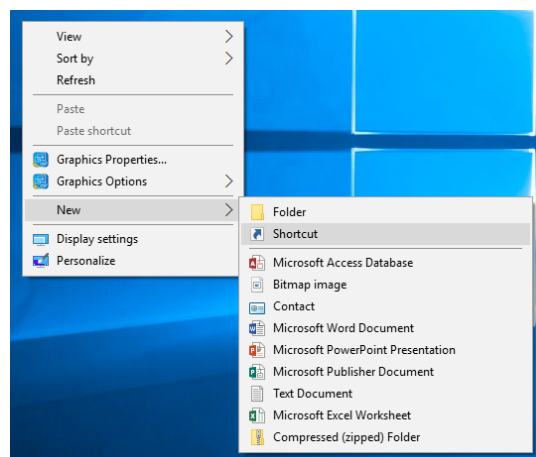 View
Sort by
Refresh
Paste
Paste shortcut
Graphics Properties...
Graphics Options
New
Display settings
Personalize
Folder
Shortcut
Microsoft Access Database
Bitmap image
Contact
Microsoft Word Document
Microsoft PowerPoint Presentation
Microsoft Publisher Document
Text Document
Microsoft Excel Worksheet
Compressed (zipped) Folder